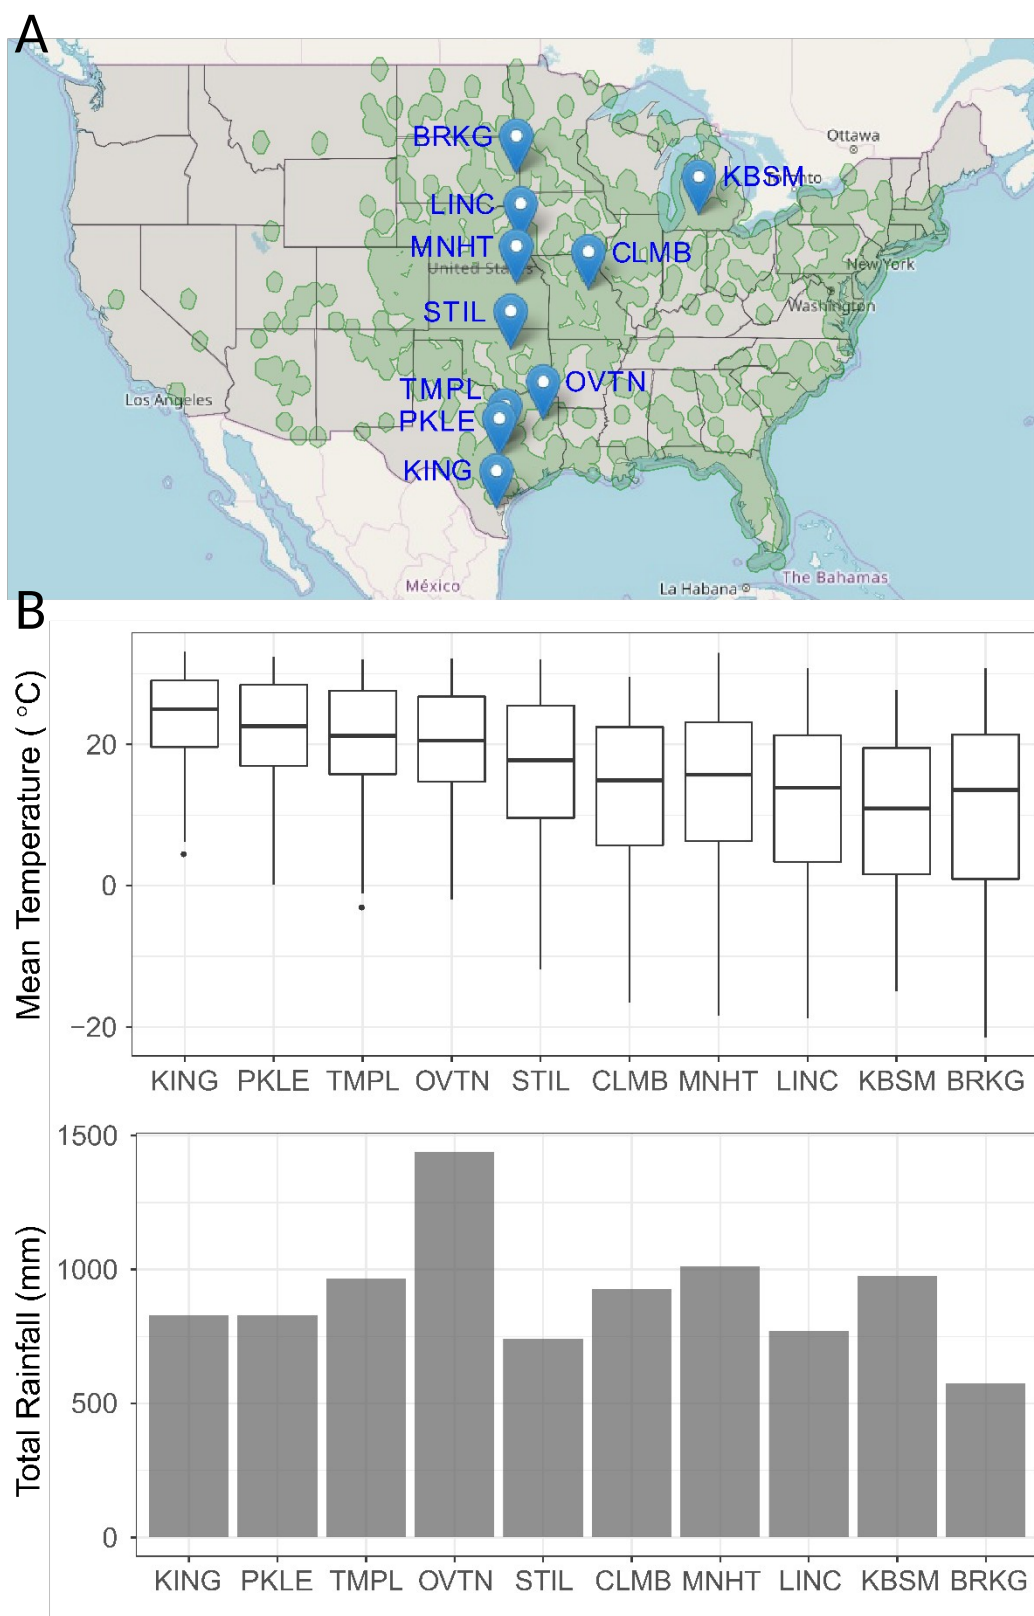 A
Ottawa
BRKG
KBSM
LINC
MNHT
CLMB
United States
New York
Washington
STIL
TMPL
OVTN
Los Angeles
PKLE
KING
México
La Habana
The Bahamas
B
Mean Temperature ( °C)
20
0
−20
KING PKLE TMPL OVTN STIL CLMB MNHT LINC KBSM BRKG
Total Rainfall (mm)
1500
1000
500
0
KING PKLE TMPL OVTN STIL CLMB MNHT LINC KBSM BRKG